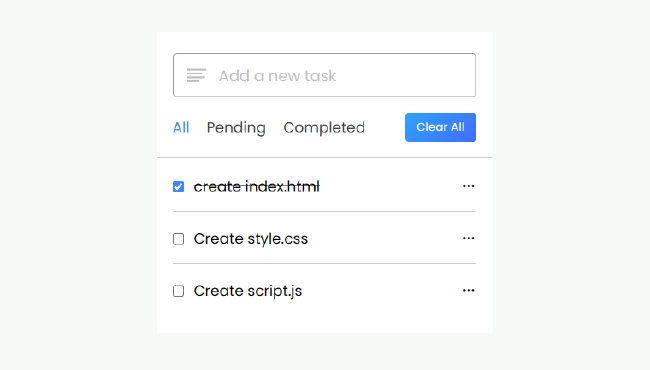 Add a new task
All Pending Completed Clear All
create index.html
Create style.css
Create script.js